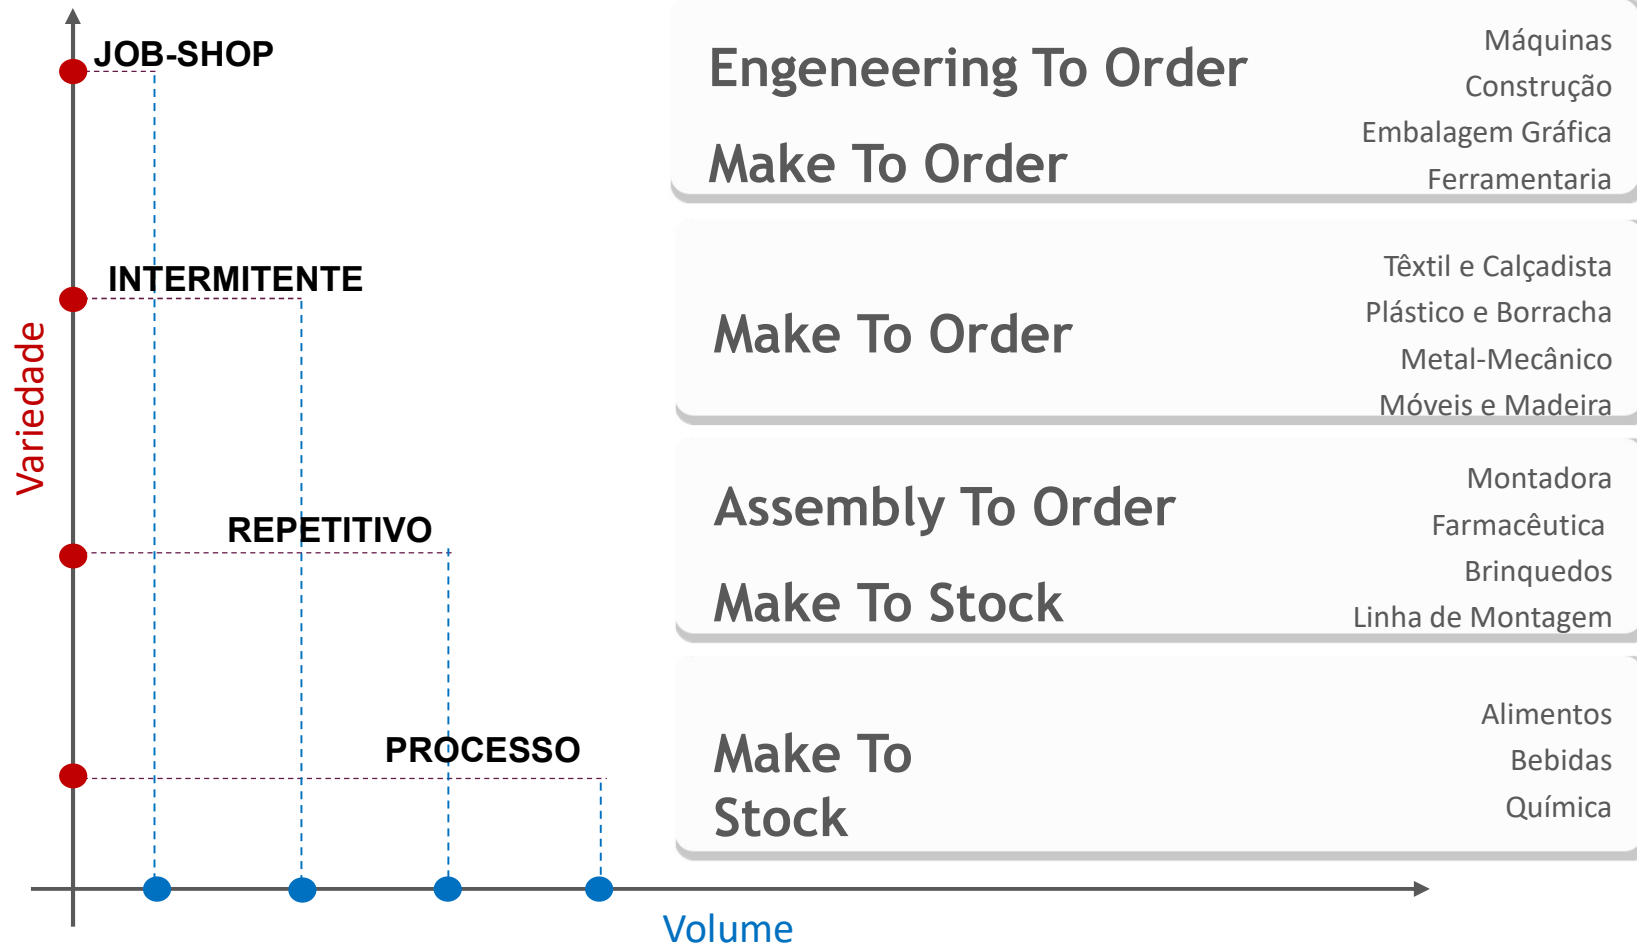 JOB-SHOP
Engeneering To Order
Make To Order
Máquinas
Construção
Embalagem Gráfica
Ferramentaria
INTERMITENTE
Make To Order
Têxtil e Calçadista
Plástico e Borracha
Metal-Mecânico
Móveis e Madeira
Variedade
REPETITIVO
Assembly To Order
Make To Stock
Montadora
Farmacêutica
Brinquedos
Linha de Montagem
PROCESSO
Make To
Stock
Alimentos
Bebidas
Química
Volume